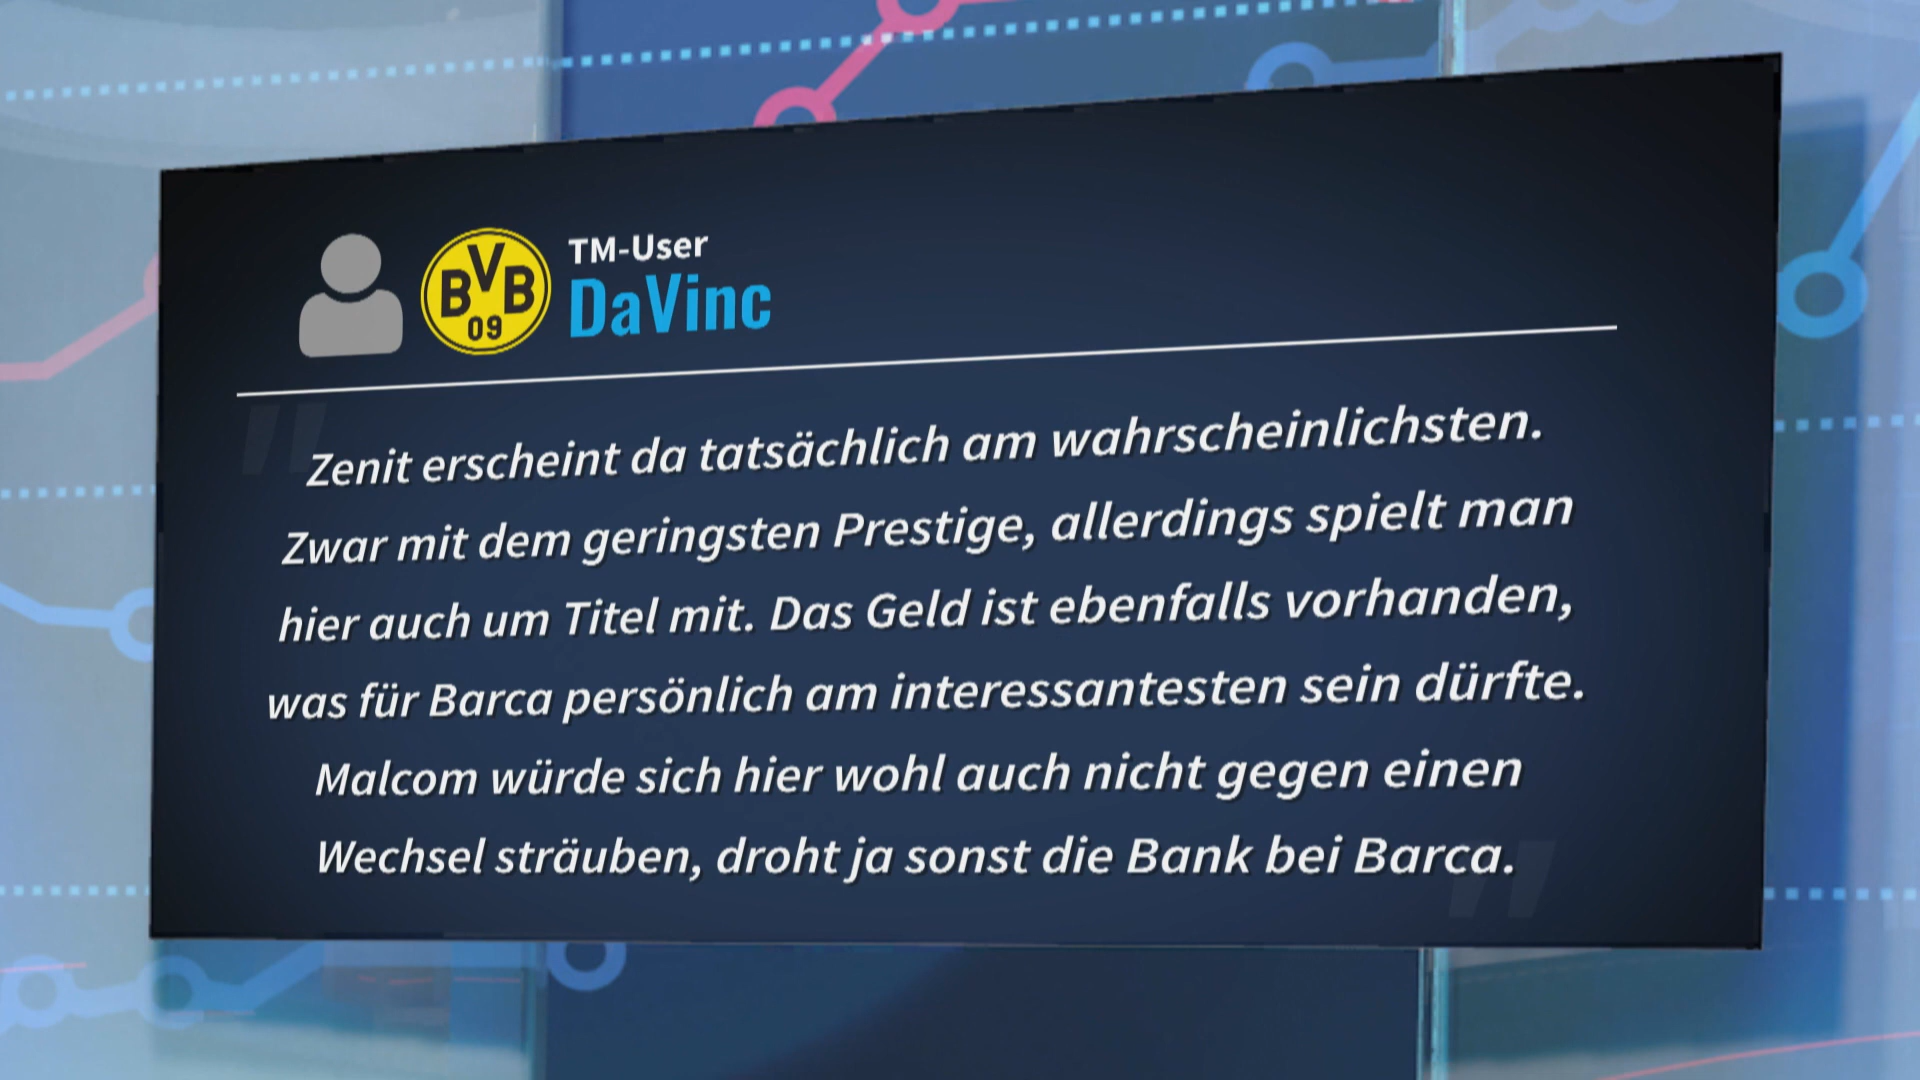 BVB
09
TM-User
DaVinc
Zenit erscheint da tatsächlich am wahrscheinlichsten.
Zwar mit dem geringsten Prestige, allerdings spielt man
hier auch um Titel mit. Das Geld ist ebenfalls vorhanden,
was für Barca persönlich am interessantesten sein dürfte.
Malcom würde sich hier wohl auch nicht gegen einen
Wechsel sträuben, droht ja sonst die Bank bei Barca.